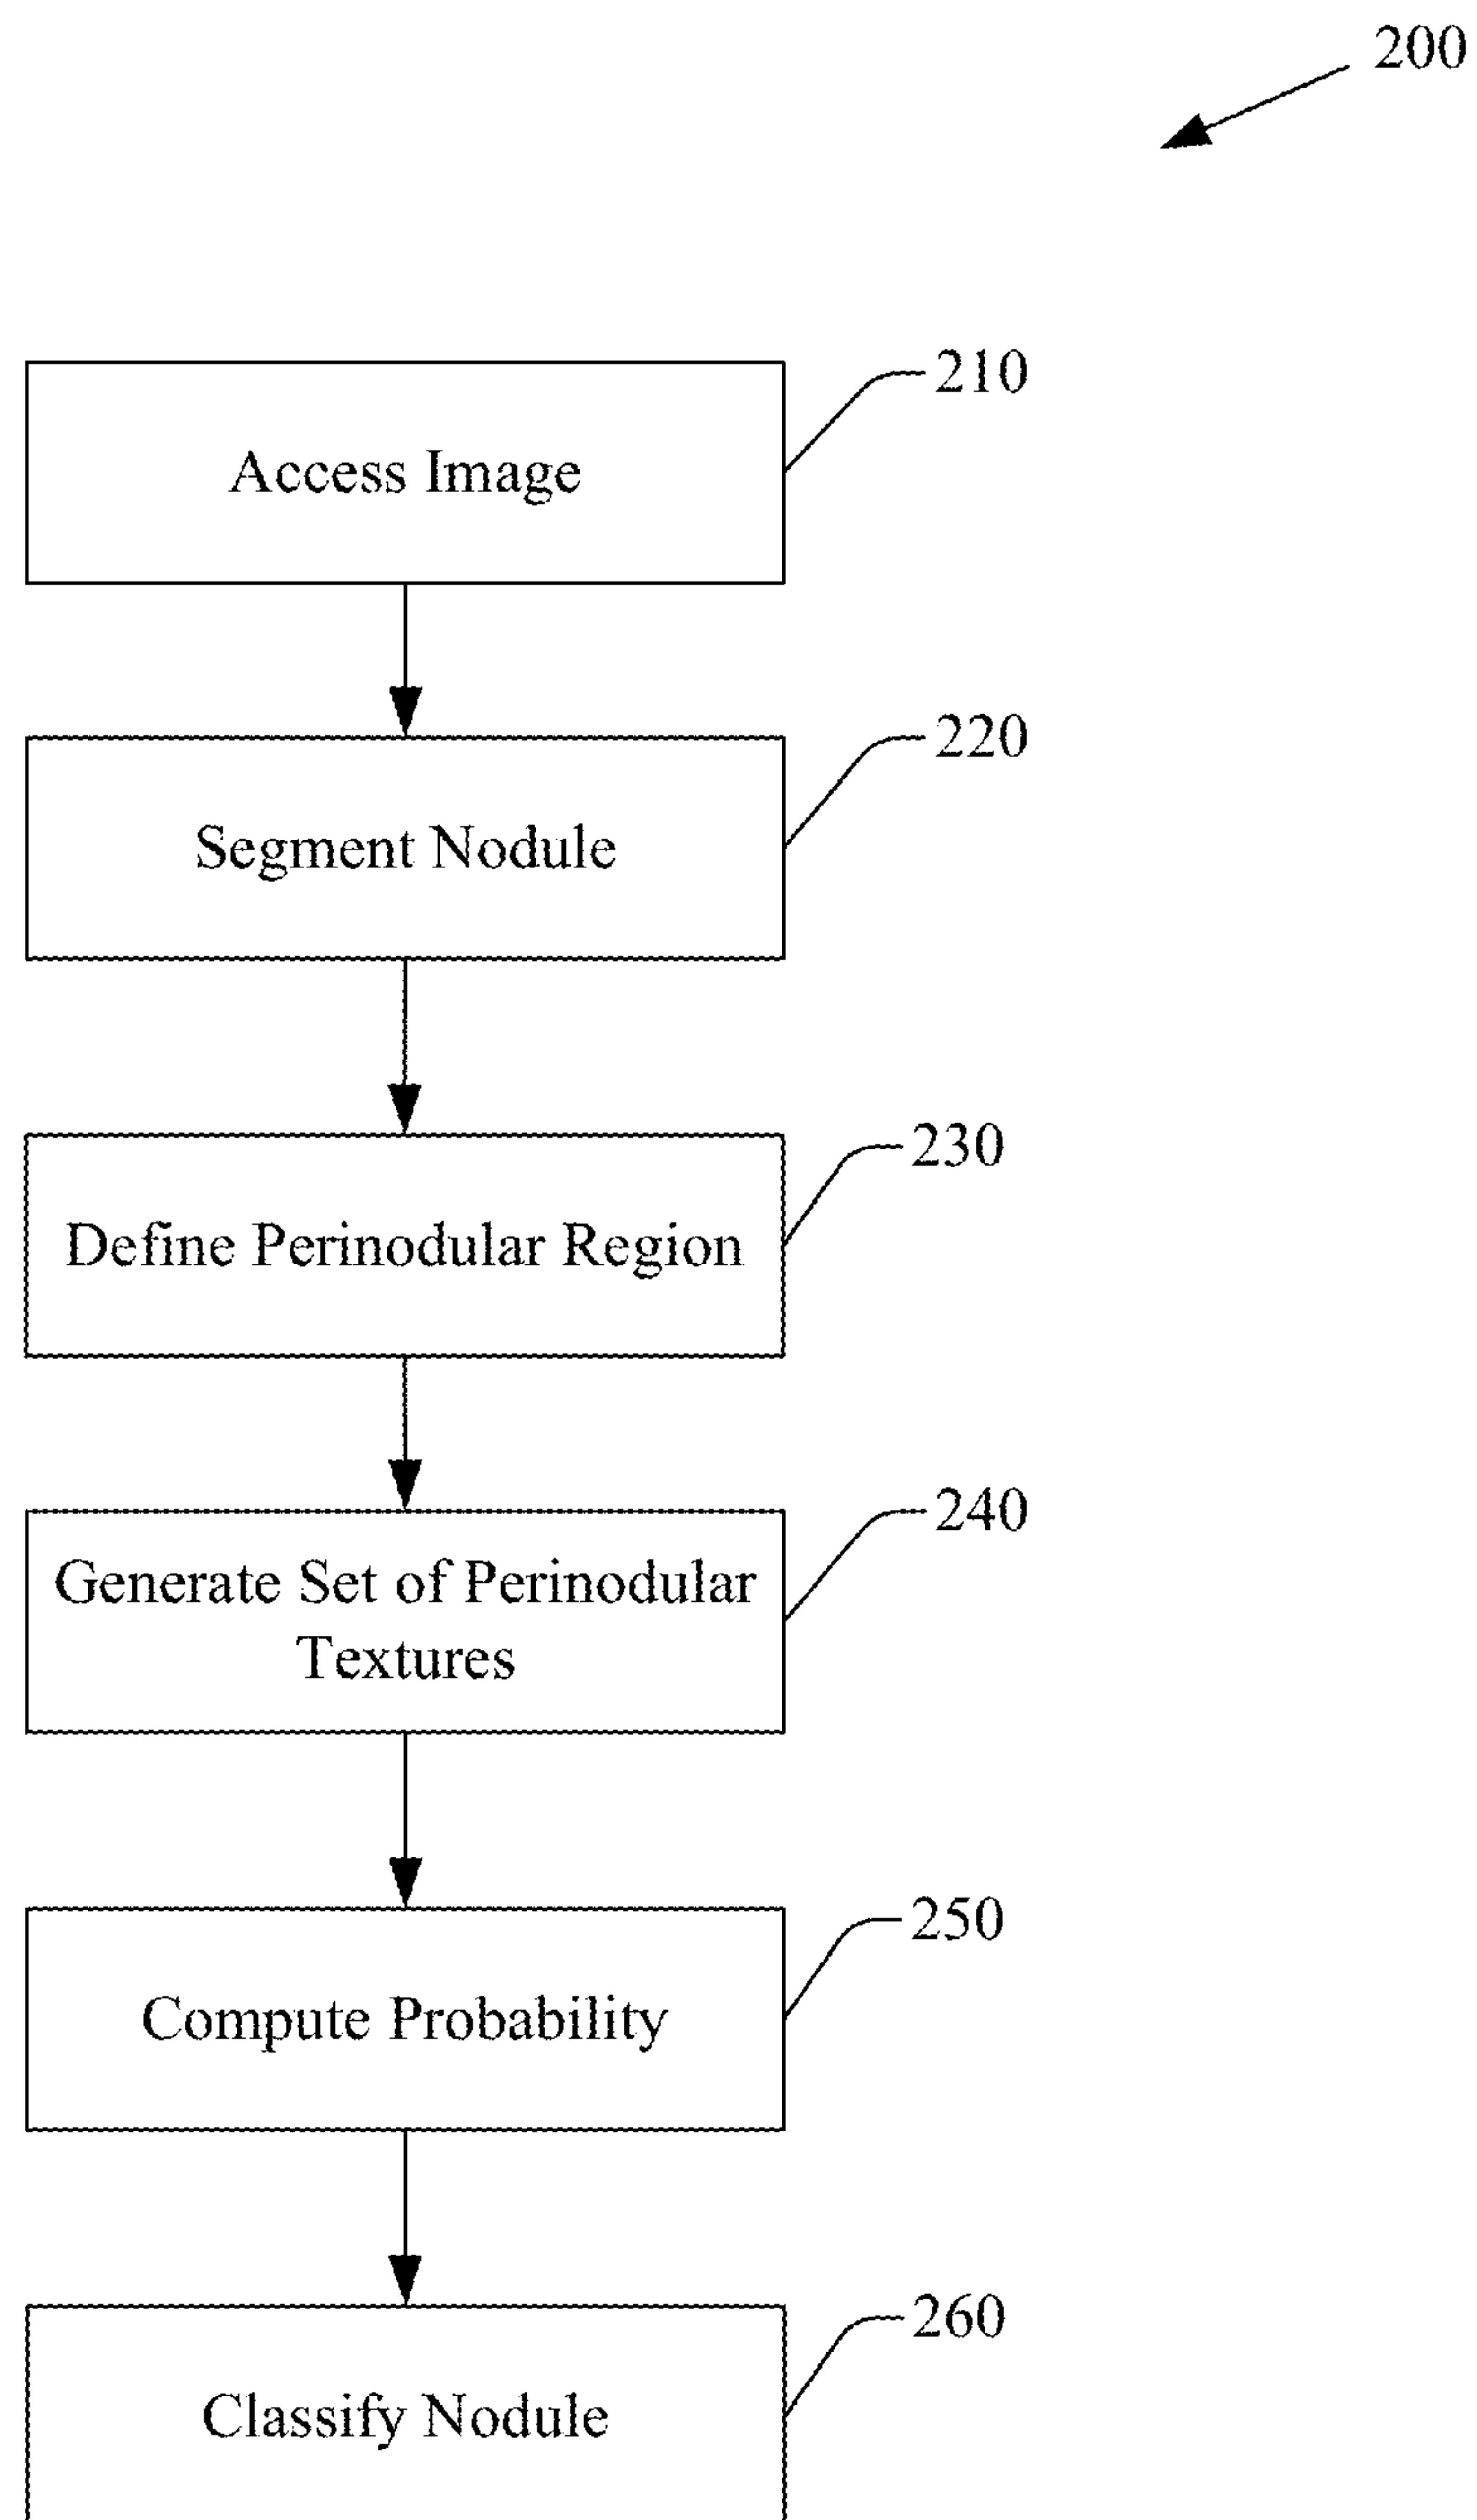 200
210
Access Image
220
Segment Nodule
230
Define Perinodular Region
240
Generate Set of Perinodular
Textures
250
Compute Probability
260
Classify Nodule